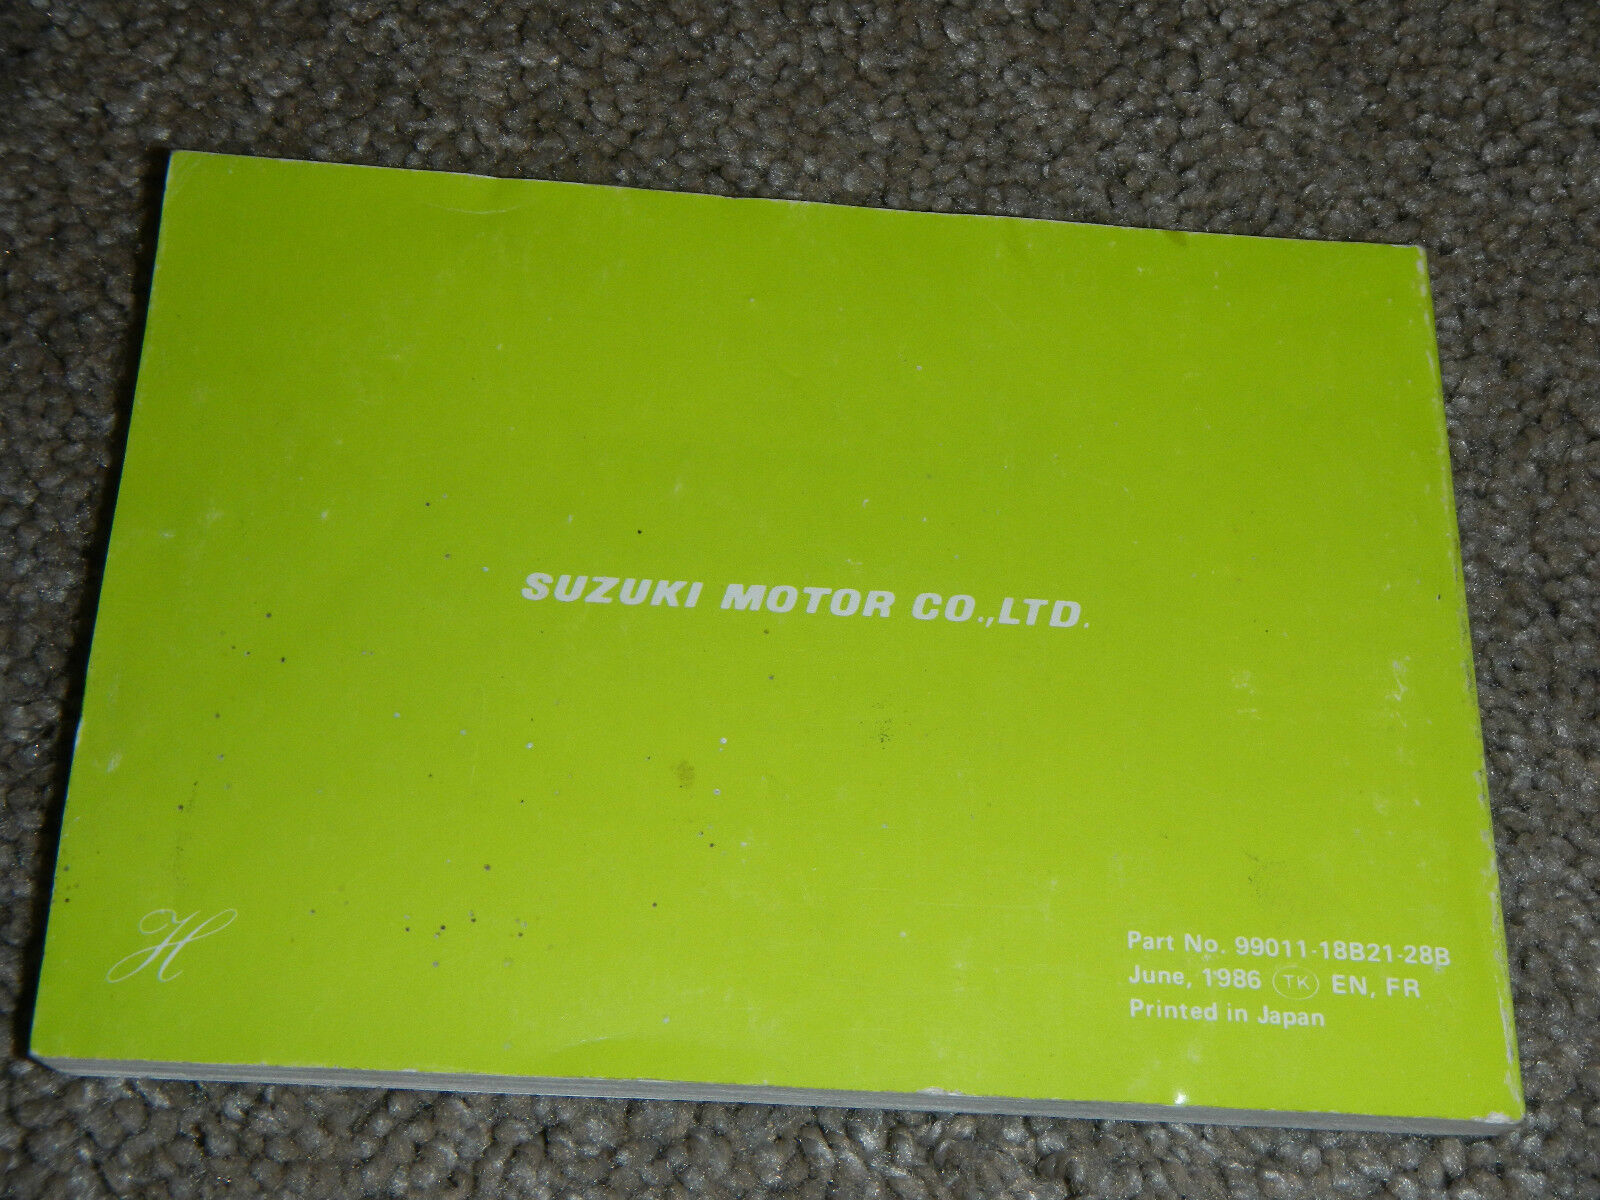 SUZUKI MOTOR CO.,LTD.
H
Part No. 99011-18B21-28B
June, 1986 TK EN, FR
Printed in Japan